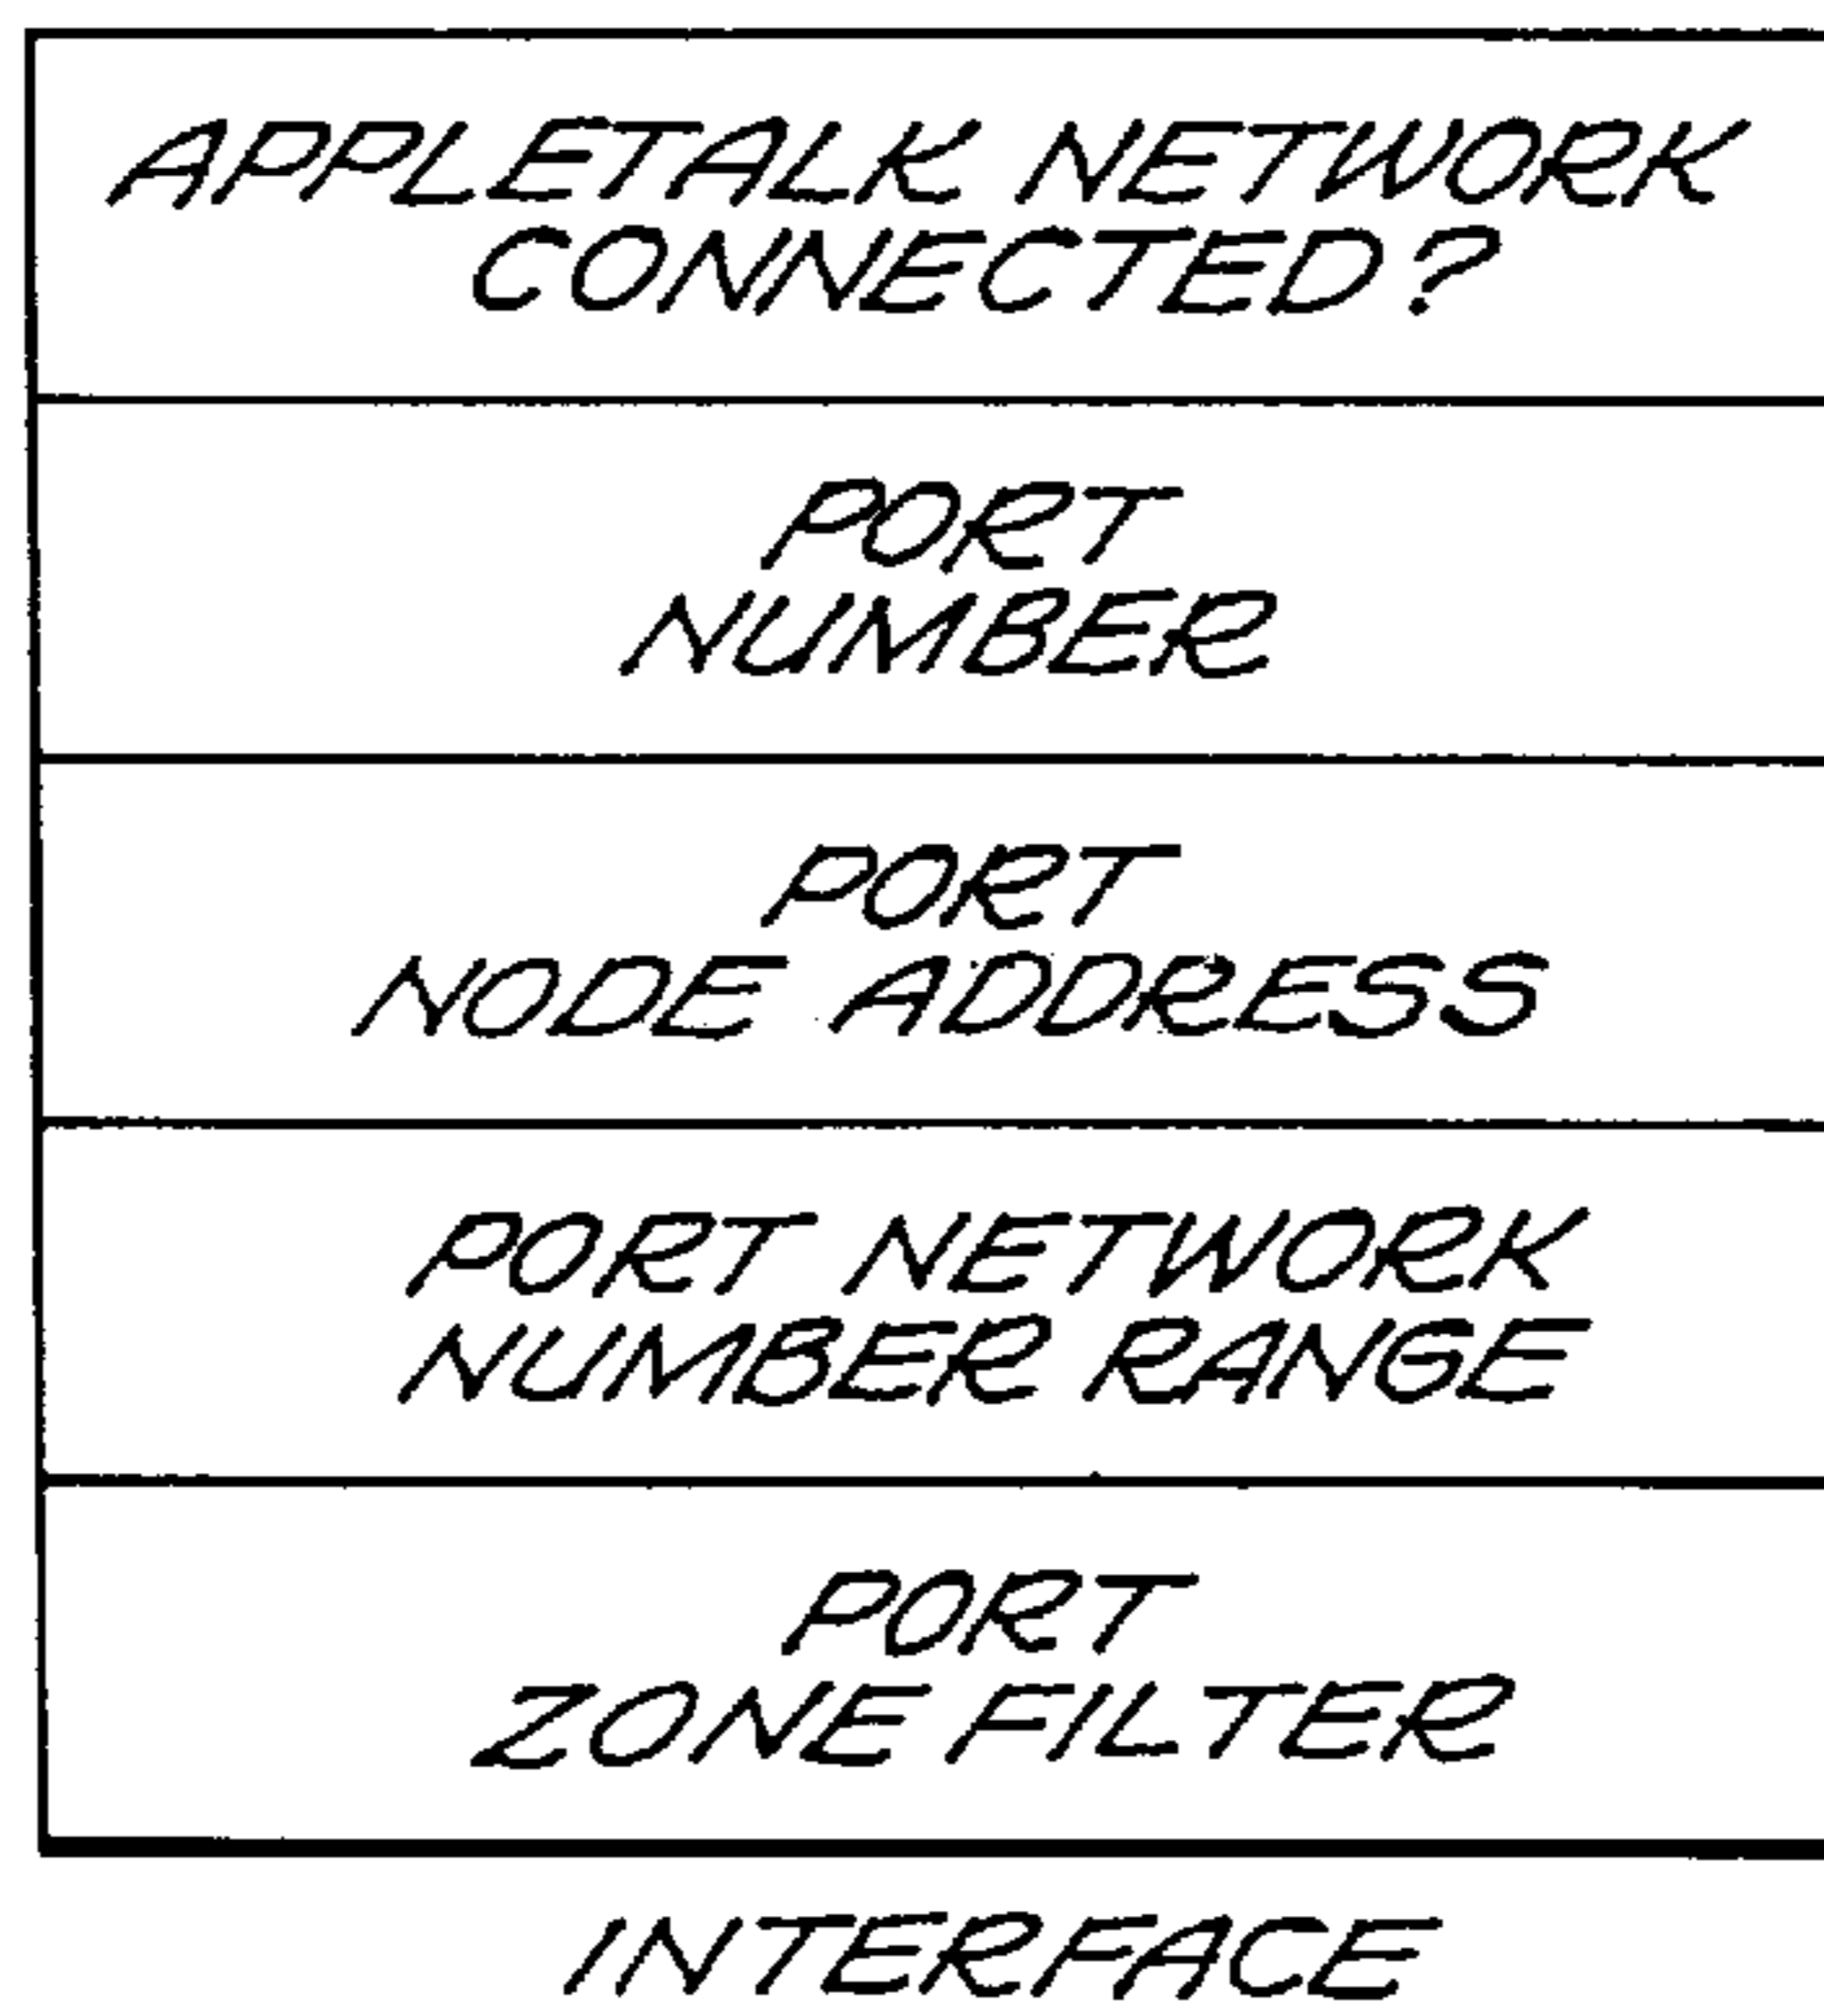 APPLETALK NETWORK
CONNECTED?
PORT
NUMBER
PORT
NODE ADDRESS
PORT NETWORK
NUMBER RANGE
PORT
ZONE FILTER
INTERFACE